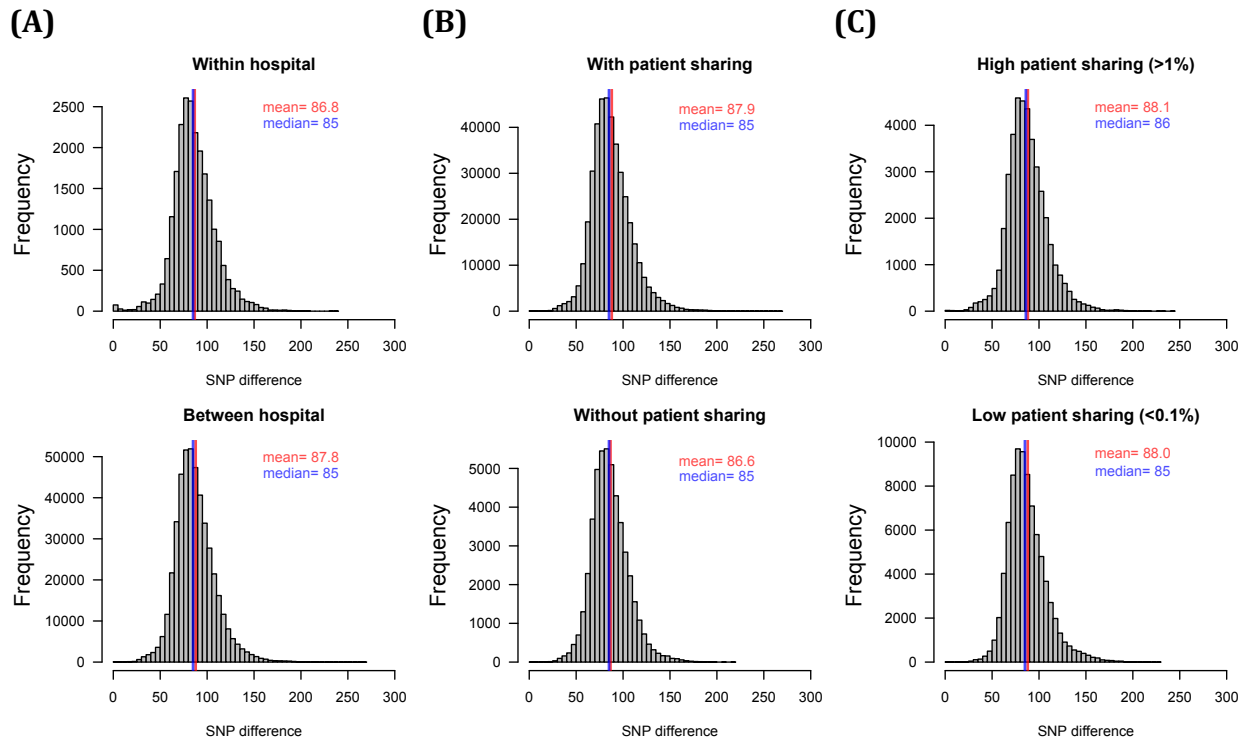 (A)
Within hospital
mean= 86.8
median= 85
Frequency
2500
2000
1500
1000
500
0
0 50 100 150 200 250 300
SNP difference
Between hospital
mean= 87.8
median= 85
Frequency
50000
40000
30000
20000
10000
0
0 50 100 150 200 250 300
SNP difference
(B)
With patient sharing
mean= 87.9
median= 85
Frequency
40000
30000
20000
10000
0
0 50 100 150 200 250 300
SNP difference
Without patient sharing
mean= 86.6
median= 85
Frequency
5000
4000
3000
2000
1000
0
0 50 100 150 200 250 300
SNP difference
(C)
High patient sharing (>1%)
mean= 88.1
median= 86
Frequency
4000
3000
2000
1000
0
0 50 100 150 200 250 300
SNP difference
Low patient sharing (<0.1%)
mean= 88.0
median= 85
Frequency
10000
8000
6000
4000
2000
0
0 50 100 150 200 250 300
SNP difference